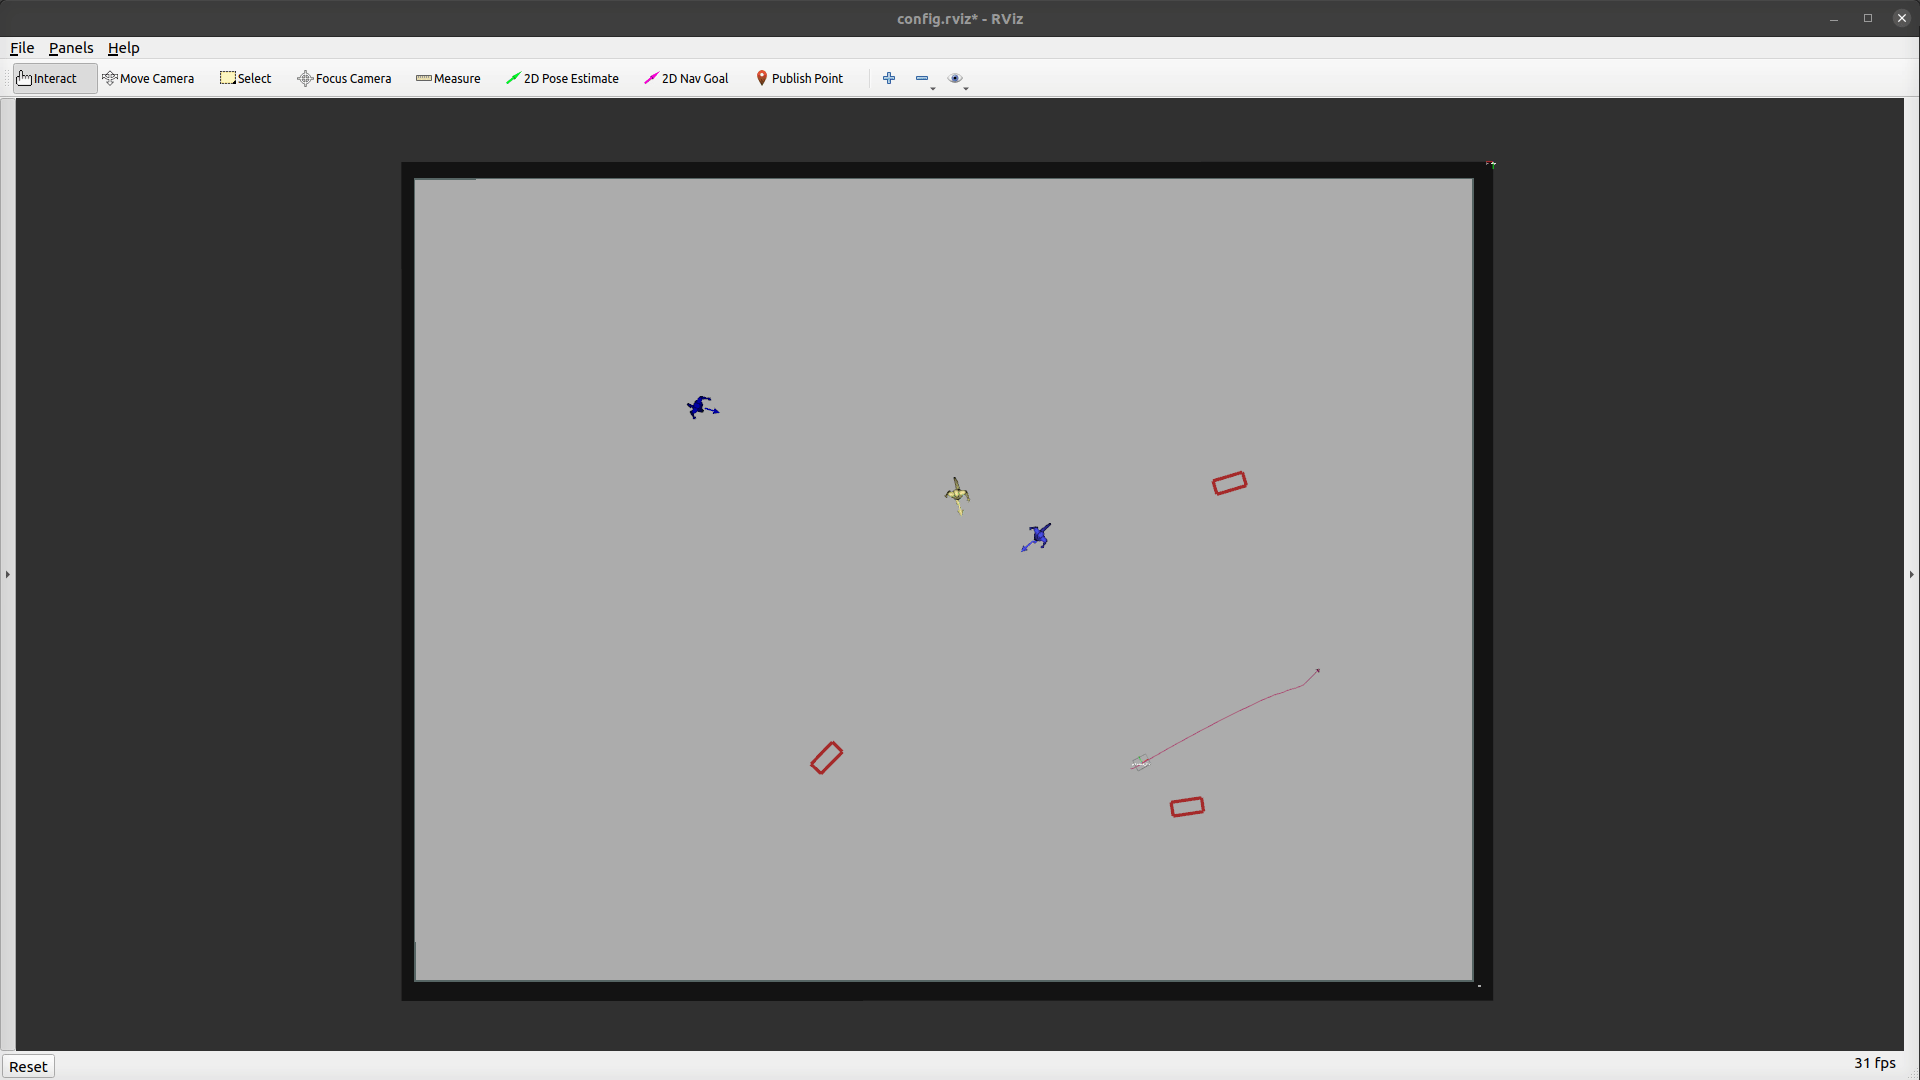 config.rviz* - RViz
File Panels Help
Interact Move Camera Select Focus Camera Measure 2D Pose Estimate 2D Nav Goal Publish Point
Reset 31 fps